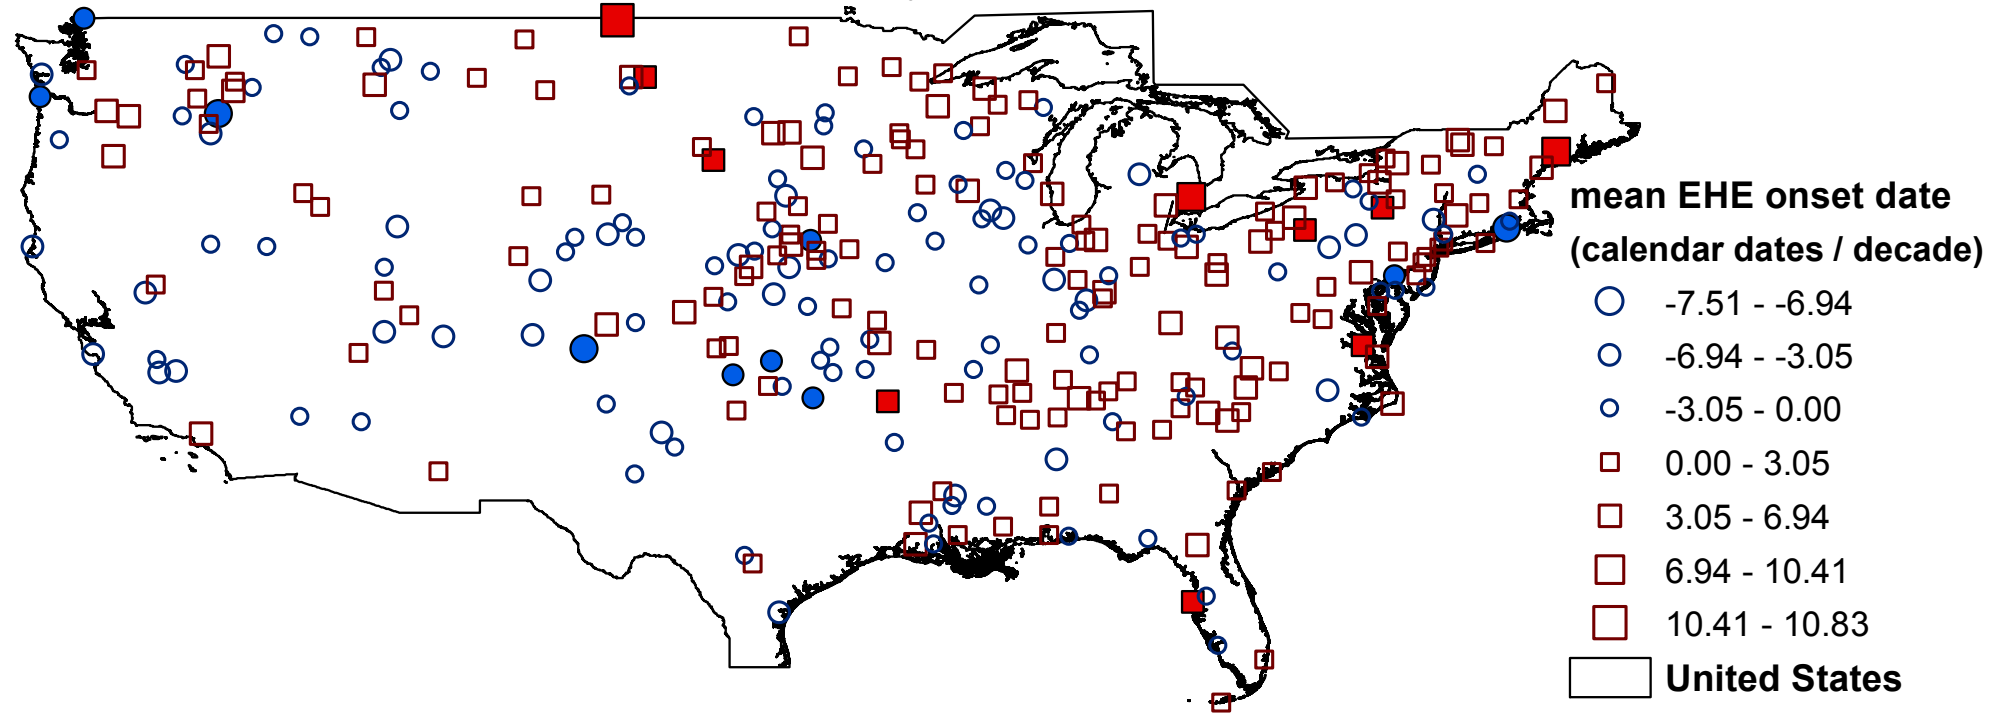 mean EHE onset date
(calendar dates / decade)
-7.51 - -6.94
-6.94 - -3.05
-3.05 - 0.00
0.00 - 3.05
3.05 - 6.94
6.94 - 10.41
10.41 - 10.83
United States